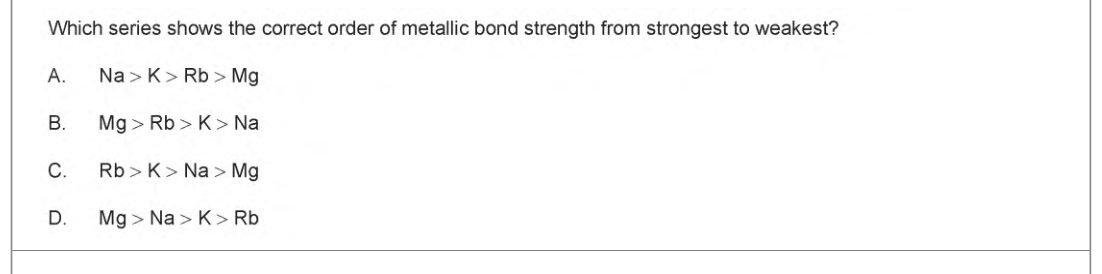 Which series shows the correct order of metallic bond strength from strongest to weakest?
A. Na > K > Rb > Mg
B. Mg > Rb > K > Na
C. Rb > K > Na > Mg
D. Mg > Na > K > Rb